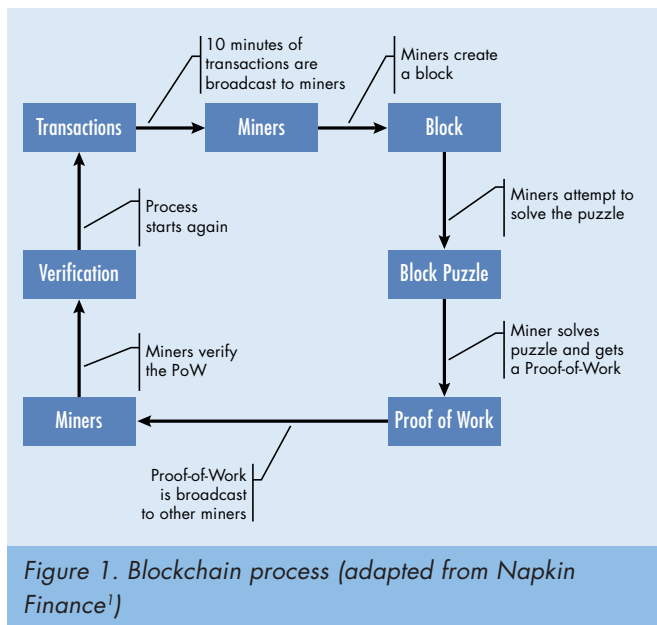 10 minutes of
transactions are
broadcast to miners
Miners create
a block
Transactions
Miners
Block
Miners attempt to
solve the puzzle
Process
starts again
Verification
Block Puzzle
Miners verify
the PoW
Miner solves
puzzle and gets
a Proof-of-Work
Miners
Proof of Work
Proof-of-Work
is broadcast
to other miners
Figure 1. Blockchain process (adapted from Napkin
Finance¹)